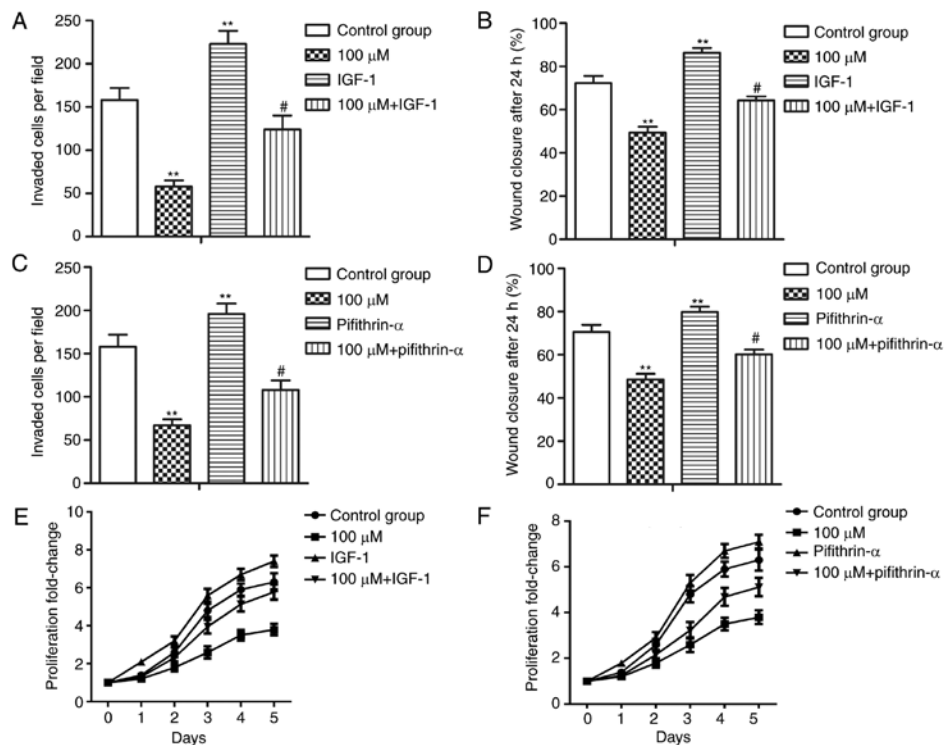 A
Invaded cells per field
250
200
150
100
50
0
**
**
#
Control group
100 μM
IGF-1
100 μM+IGF-1
B
Wound closure after 24 h (%)
100
80
60
40
20
0
**
**
#
Control group
100 μM
IGF-1
100 μM+IGF-1
C
Invaded cells per field
250
200
150
100
50
0
**
**
#
Control group
100 μM
Pifithrin-α
100 μM+pifithrin-α
D
Wound closure after 24 h (%)
100
80
60
40
20
0
**
**
#
Control group
100 μM
Pifithrin-α
100 μM+pifithrin-α
E
Proliferation fold-change
10
8
6
4
2
0
0 1 2 3 4 5
Days
Control group
100 μM
IGF-1
100 μM+IGF-1
F
Proliferation fold-change
8
6
4
2
0
0 1 2 3 4 5
Days
Control group
100 μM
Pifithrin-α
100 μM+pifithrin-α